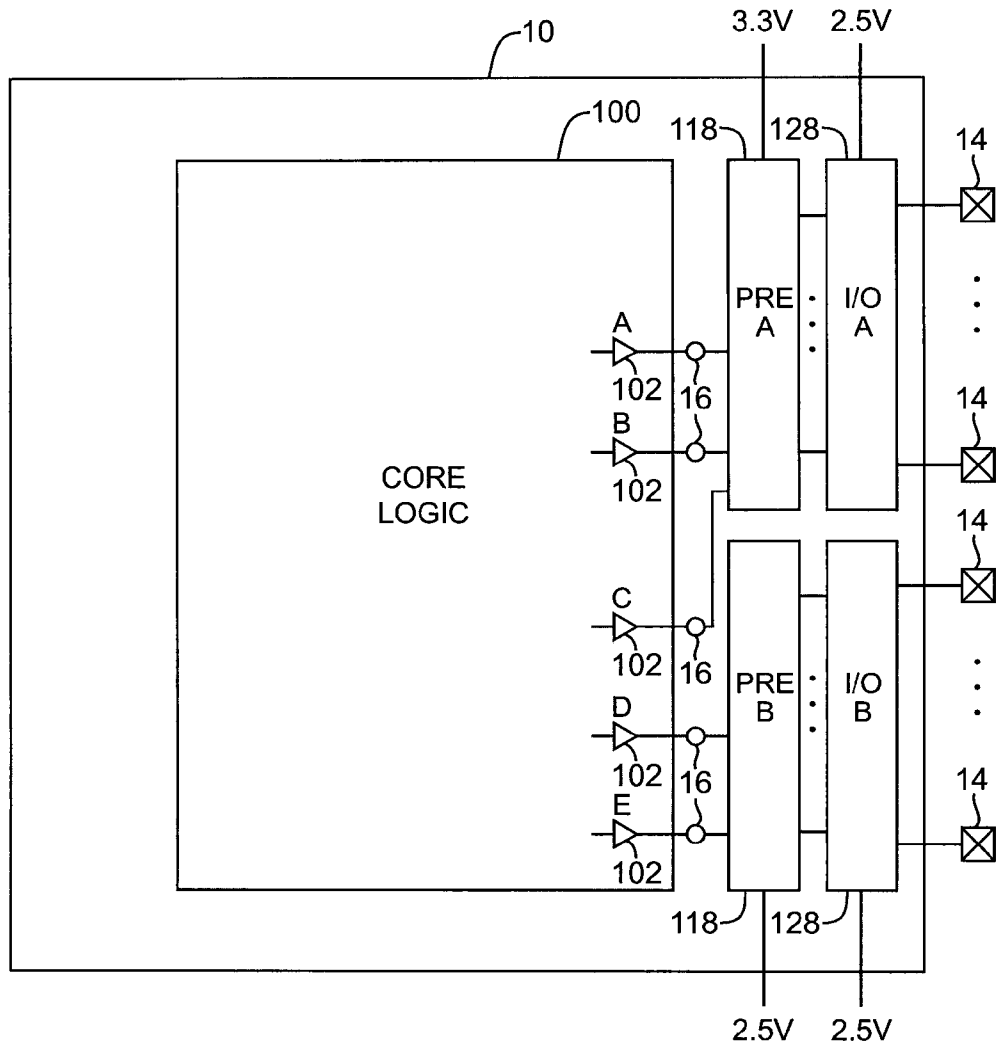 3.3V 2.5V
10
100
118 128
14
PRE
A
I/O
A
A
102
16
14
B
102
CORE
LOGIC
14
C
102
16
PRE
B
I/O
B
D
102
16
14
E
102
118 128
2.5V 2.5V